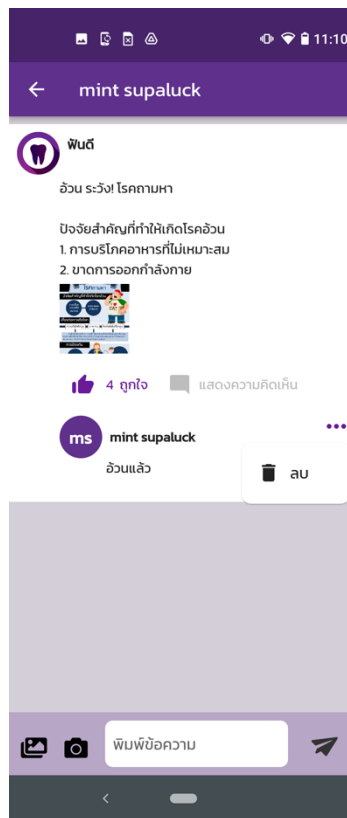 11:10
mint supaluck
ฟันดี
อ้วน ระวัง! โรคถามหา
ปัจจัยสำคัญที่ทำให้เกิดโรคอ้วน
1. การบริโภคอาหารที่ไม่เหมาะสม
2. ขาดการออกกำลังกาย
4 ถูกใจ แสดงความคิดเห็น
ms mint supaluck
อ้วนแล้ว
ลบ
พิมพ์ข้อความ